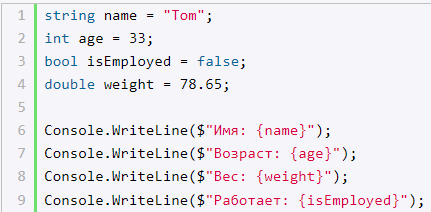 1 string name = "Tom";
2 int age = 33;
3 bool isEmployed = false;
4 double weight = 78.65;
5
6 Console.WriteLine($"Имя: {name}");
7 Console.WriteLine($"Возраст: {age}");
8 Console.WriteLine($"Вес: {weight}");
9 Console.WriteLine($"Работает: {isEmployed}");